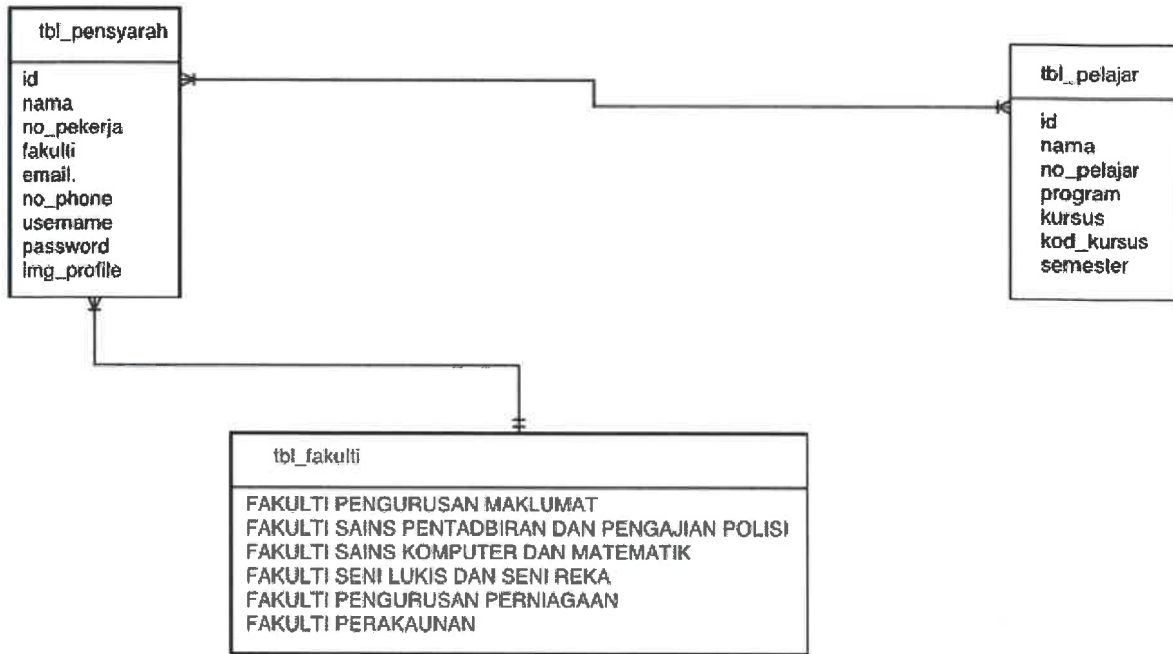 tbl_pensyarah
id
nama
no_pekerja
fakulti
email.
no_phone
username
password
img_profile
tbl_pelajar
id
nama
no_pelajar
program
kursus
kod_kursus
semester
tbl_fakulti
FAKULTI PENGURUSAN MAKLUMAT
FAKULTI SAINS PENTADBIRAN DAN PENGAJIAN POLISI
FAKULTI SAINS KOMPUTER DAN MATEMATIK
FAKULTI SENI LUKIS DAN SENI REKA
FAKULTI PENGURUSAN PERNIAGAAN
FAKULTI PERAKAUNAN